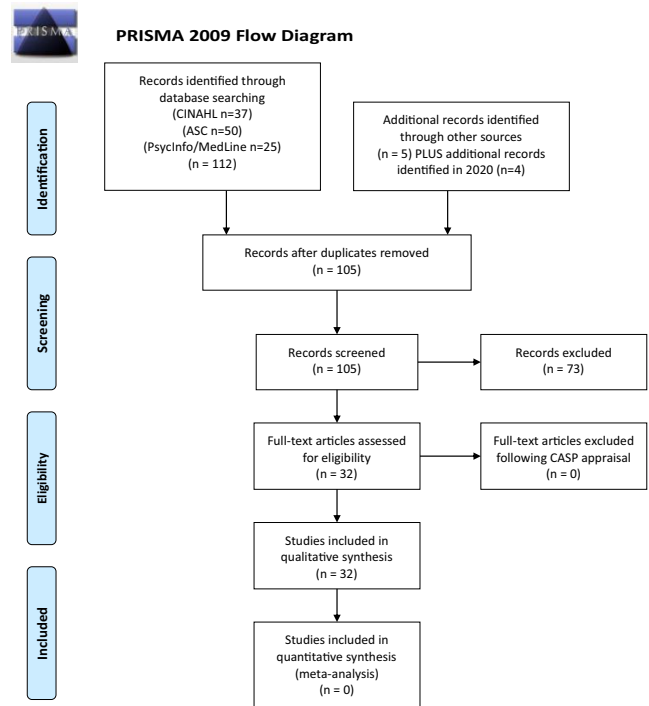 PRISMA
PRISMA 2009 Flow Diagram
Identification
Records identified through
database searching
(CINAHL n=37)
(ASC n=50)
(PsycInfo/MedLine n=25)
(n = 112)
Additional records identified
through other sources
(n = 5) PLUS additional records
identified in 2020 (n=4)
Records after duplicates removed
(n = 105)
Screening
Records screened
(n = 105)
Records excluded
(n = 73)
Eligibility
Full-text articles assessed
for eligibility
(n = 32)
Full-text articles excluded
following CASP appraisal
(n = 0)
Studies included in
qualitative synthesis
(n = 32)
Included
Studies included in
quantitative synthesis
(meta-analysis)
(n = 0)